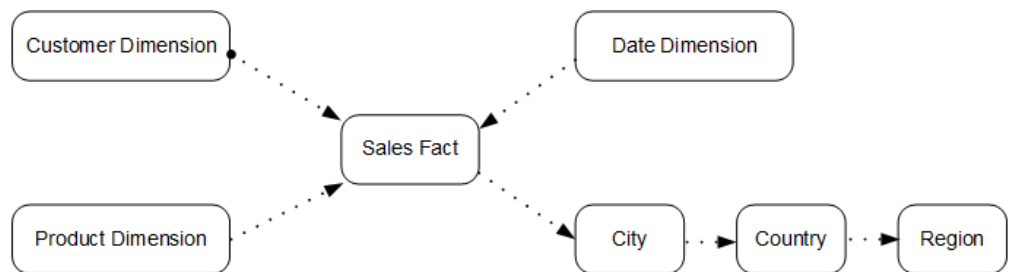 Customer Dimension
Date Dimension
Sales Fact
Product Dimension
City
Country
Region